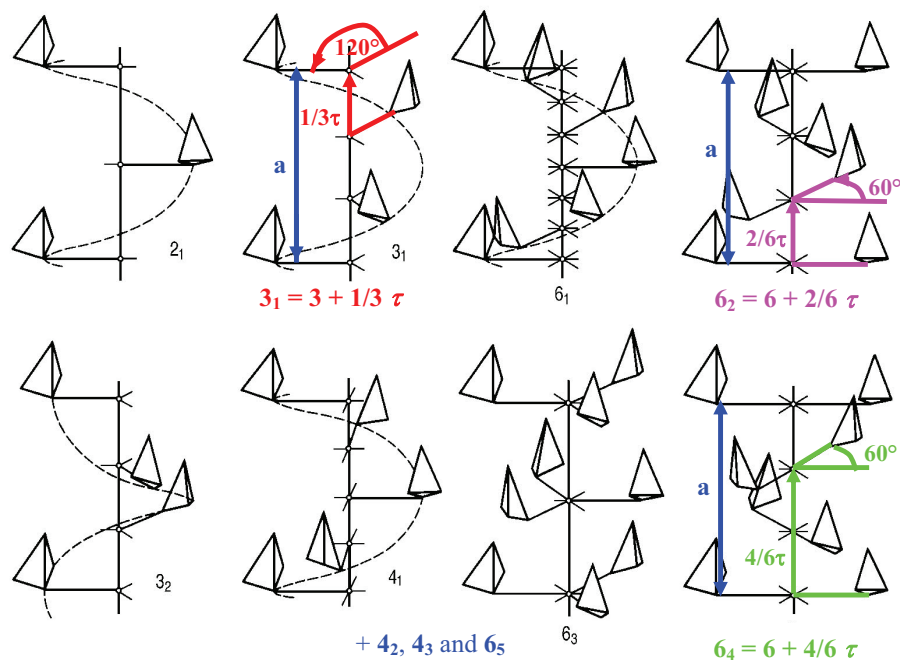 120°
1/3τ
a
2₁
3₁
3₁ = 3 + 1/3 τ
6₁
a
60°
2/6τ
6₂ = 6 + 2/6 τ
3₂
4₁
+ 4₂, 4₃ and 6₅
6₃
a
60°
4/6τ
6₄ = 6 + 4/6 τ